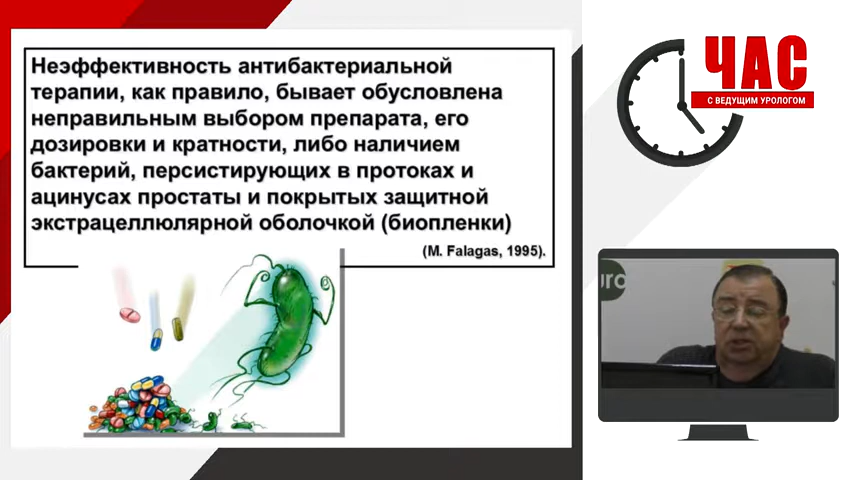 Неэффективность антибактериальной
терапии, как правило, бывает обусловлена
неправильным выбором препарата, его
дозировки и кратности, либо наличием
бактерий, персистирующих в протоках и
ацинусах простаты и покрытых защитной
экстрацеллюлярной оболочкой (биопленки)
(M. Falagas, 1995).
ЧАС
С ВЕДУЩИМ УРОЛОГОМ
uro